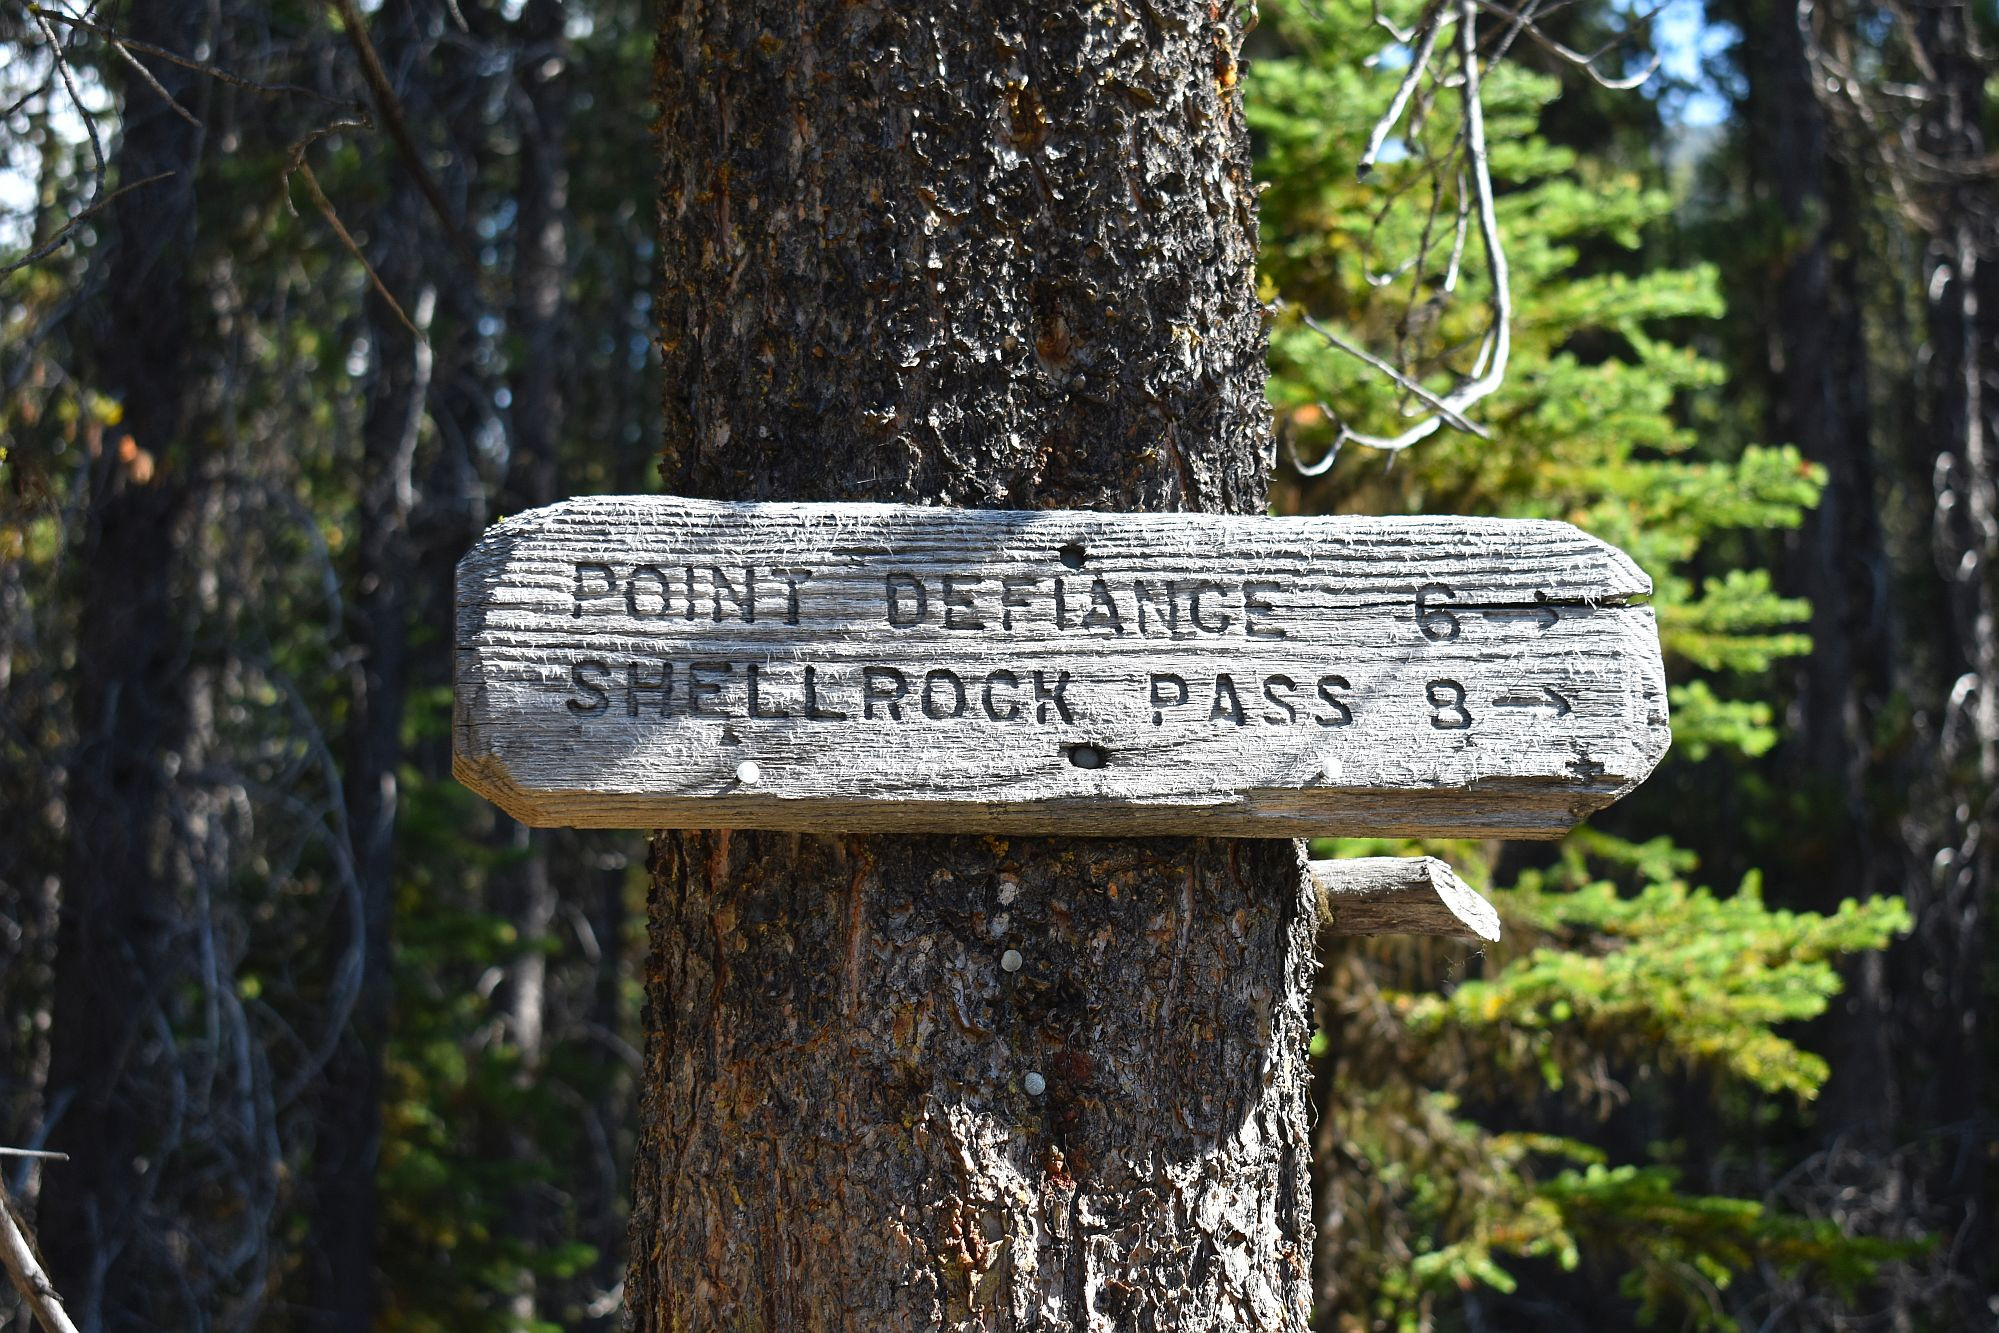 POINT DEFIANCE 6→
SHELLROCK PASS 8→